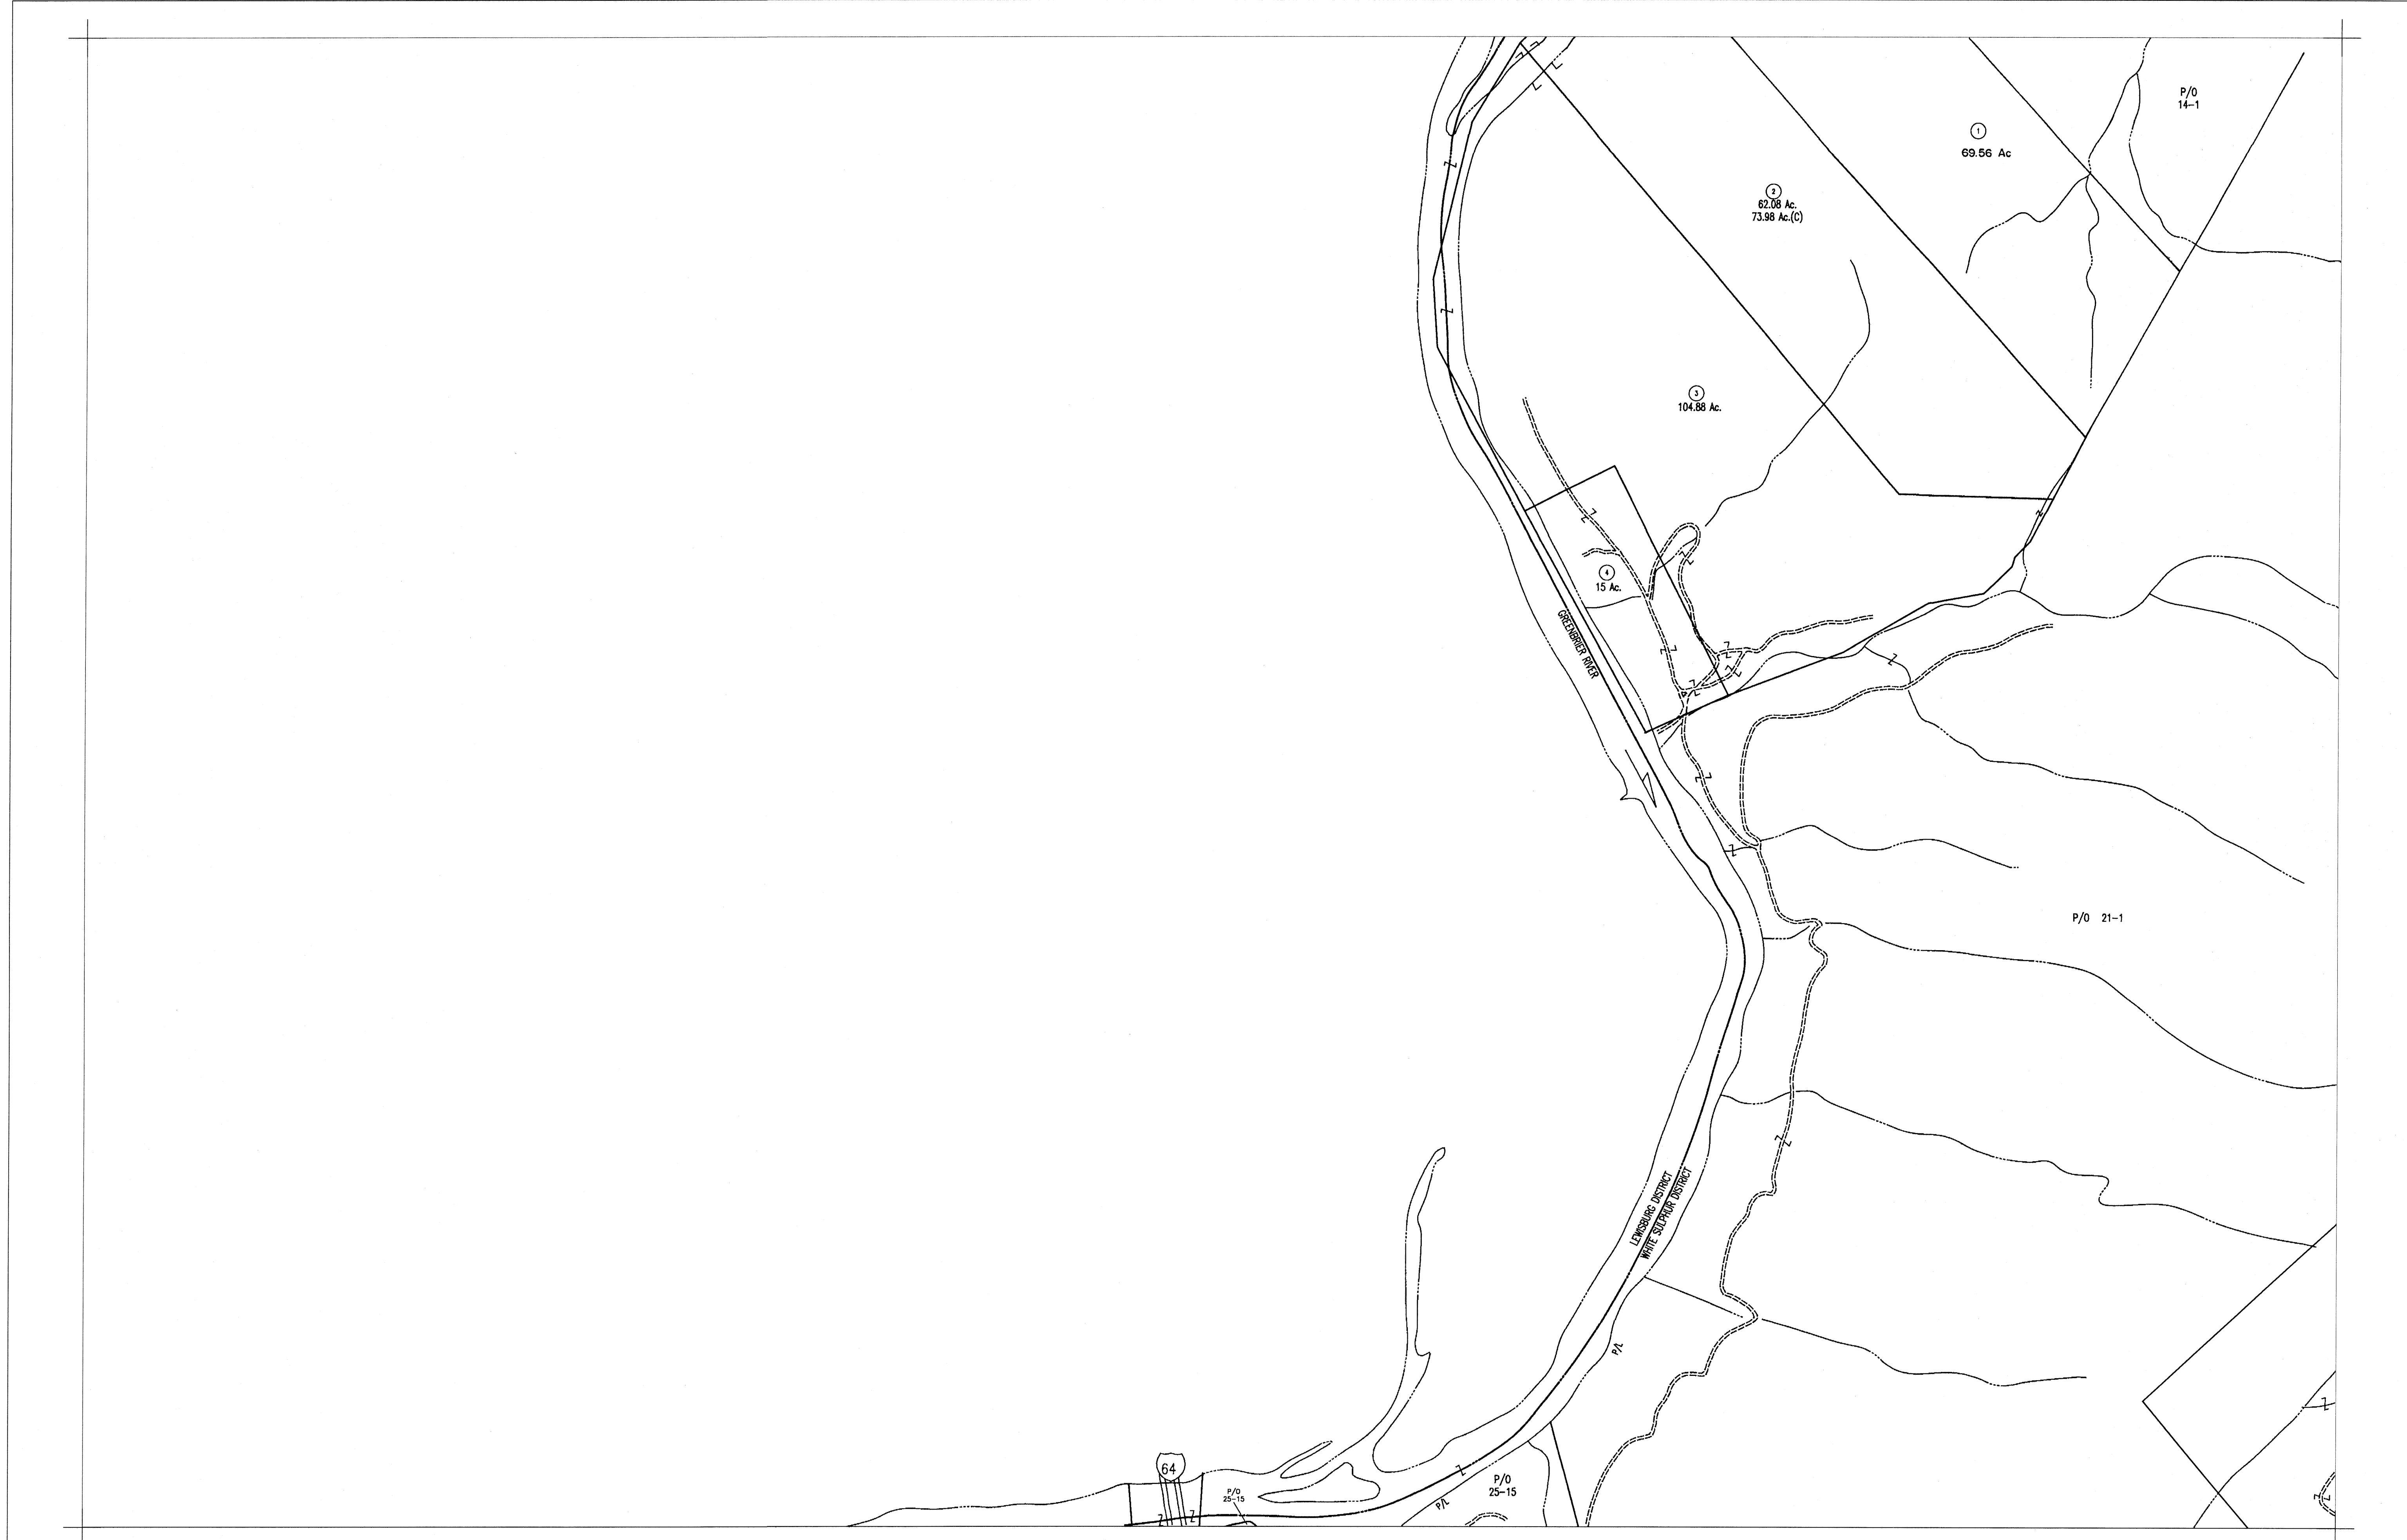 P/O
14-1
1
69.56 Ac
2
62.08 Ac.
73.98 Ac.(C)
3
104.88 Ac.
4
15 Ac.
GREENBRIER RIVER
P/O 21-1
LEWISBURG DISTRICT
WHITE SULPHUR DISTRICT
P/L
64
P/O
25-15
P/L
P/O
25-15